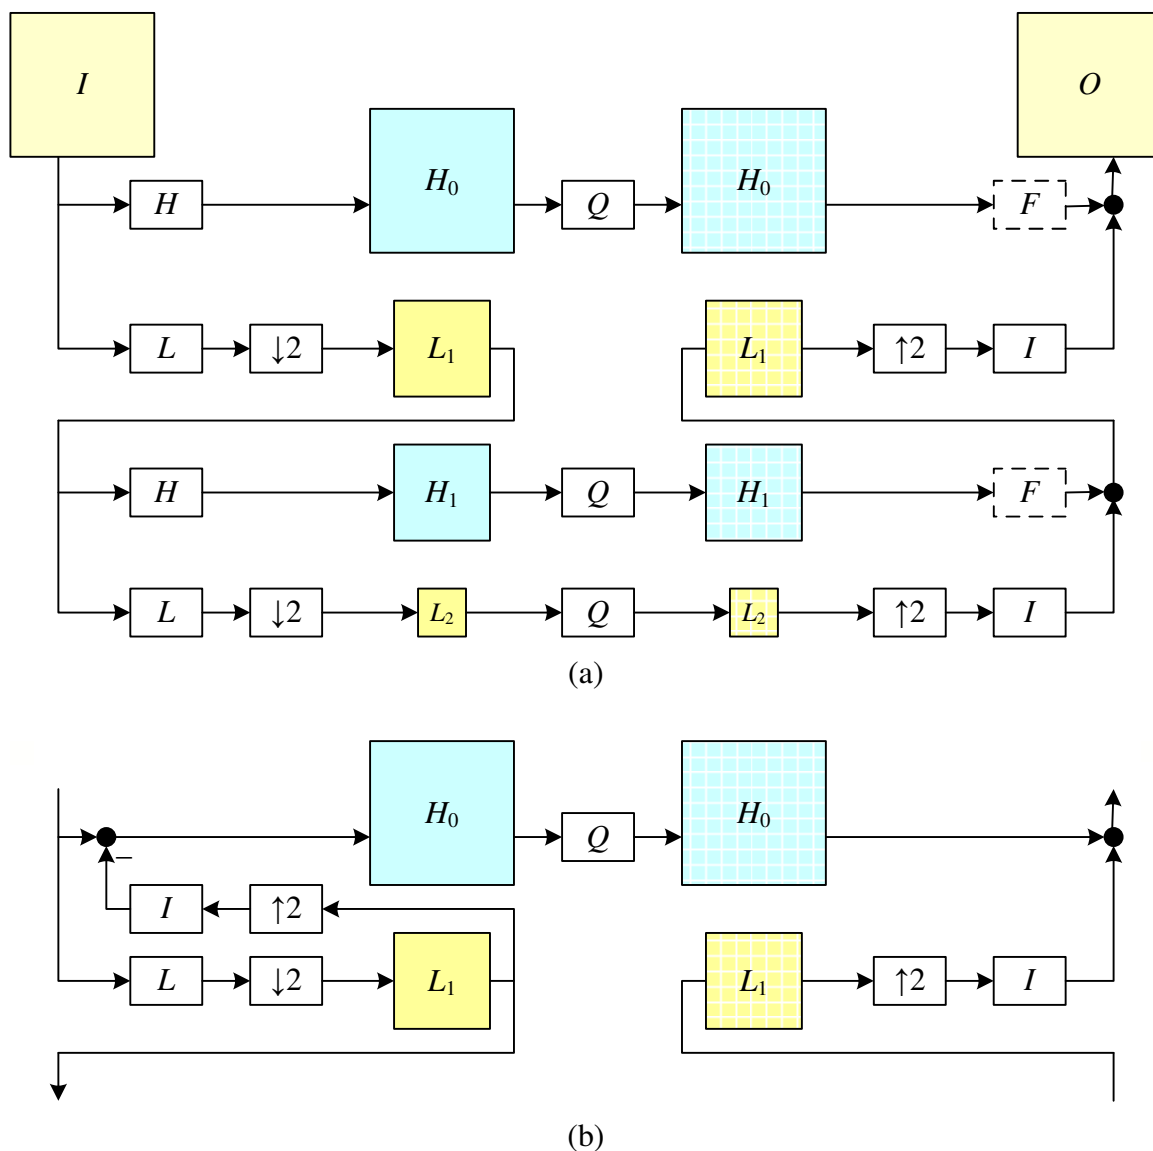 I O
H H₀ Q H₀ F
L ↓2 L₁ L₁ ↑2 I
H H₁ Q H₁ F
L ↓2 L₂ Q L₂ ↑2 I
(a)
H₀ Q H₀
–
I ↑2
L ↓2 L₁ L₁ ↑2 I
(b)